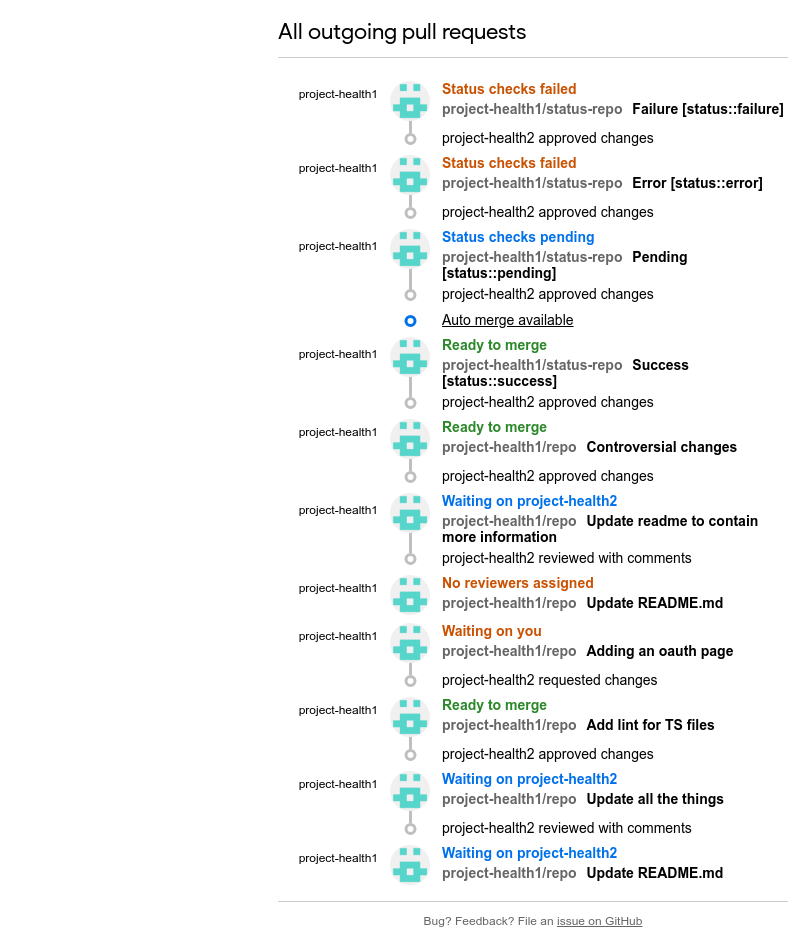 All outgoing pull requests
project-health1
Status checks failed
project-health1/status-repo Failure [status::failure]
project-health2 approved changes
project-health1
Status checks failed
project-health1/status-repo Error [status::error]
project-health2 approved changes
project-health1
Status checks pending
project-health1/status-repo Pending
[status::pending]
project-health2 approved changes
Auto merge available
project-health1
Ready to merge
project-health1/status-repo Success
[status::success]
project-health2 approved changes
project-health1
Ready to merge
project-health1/repo Controversial changes
project-health2 approved changes
project-health1
Waiting on project-health2
project-health1/repo Update readme to contain
more information
project-health2 reviewed with comments
project-health1
No reviewers assigned
project-health1/repo Update README.md
project-health1
Waiting on you
project-health1/repo Adding an oauth page
project-health2 requested changes
project-health1
Ready to merge
project-health1/repo Add lint for TS files
project-health2 approved changes
project-health1
Waiting on project-health2
project-health1/repo Update all the things
project-health2 reviewed with comments
project-health1
Waiting on project-health2
project-health1/repo Update README.md
Bug? Feedback? File an issue on GitHub